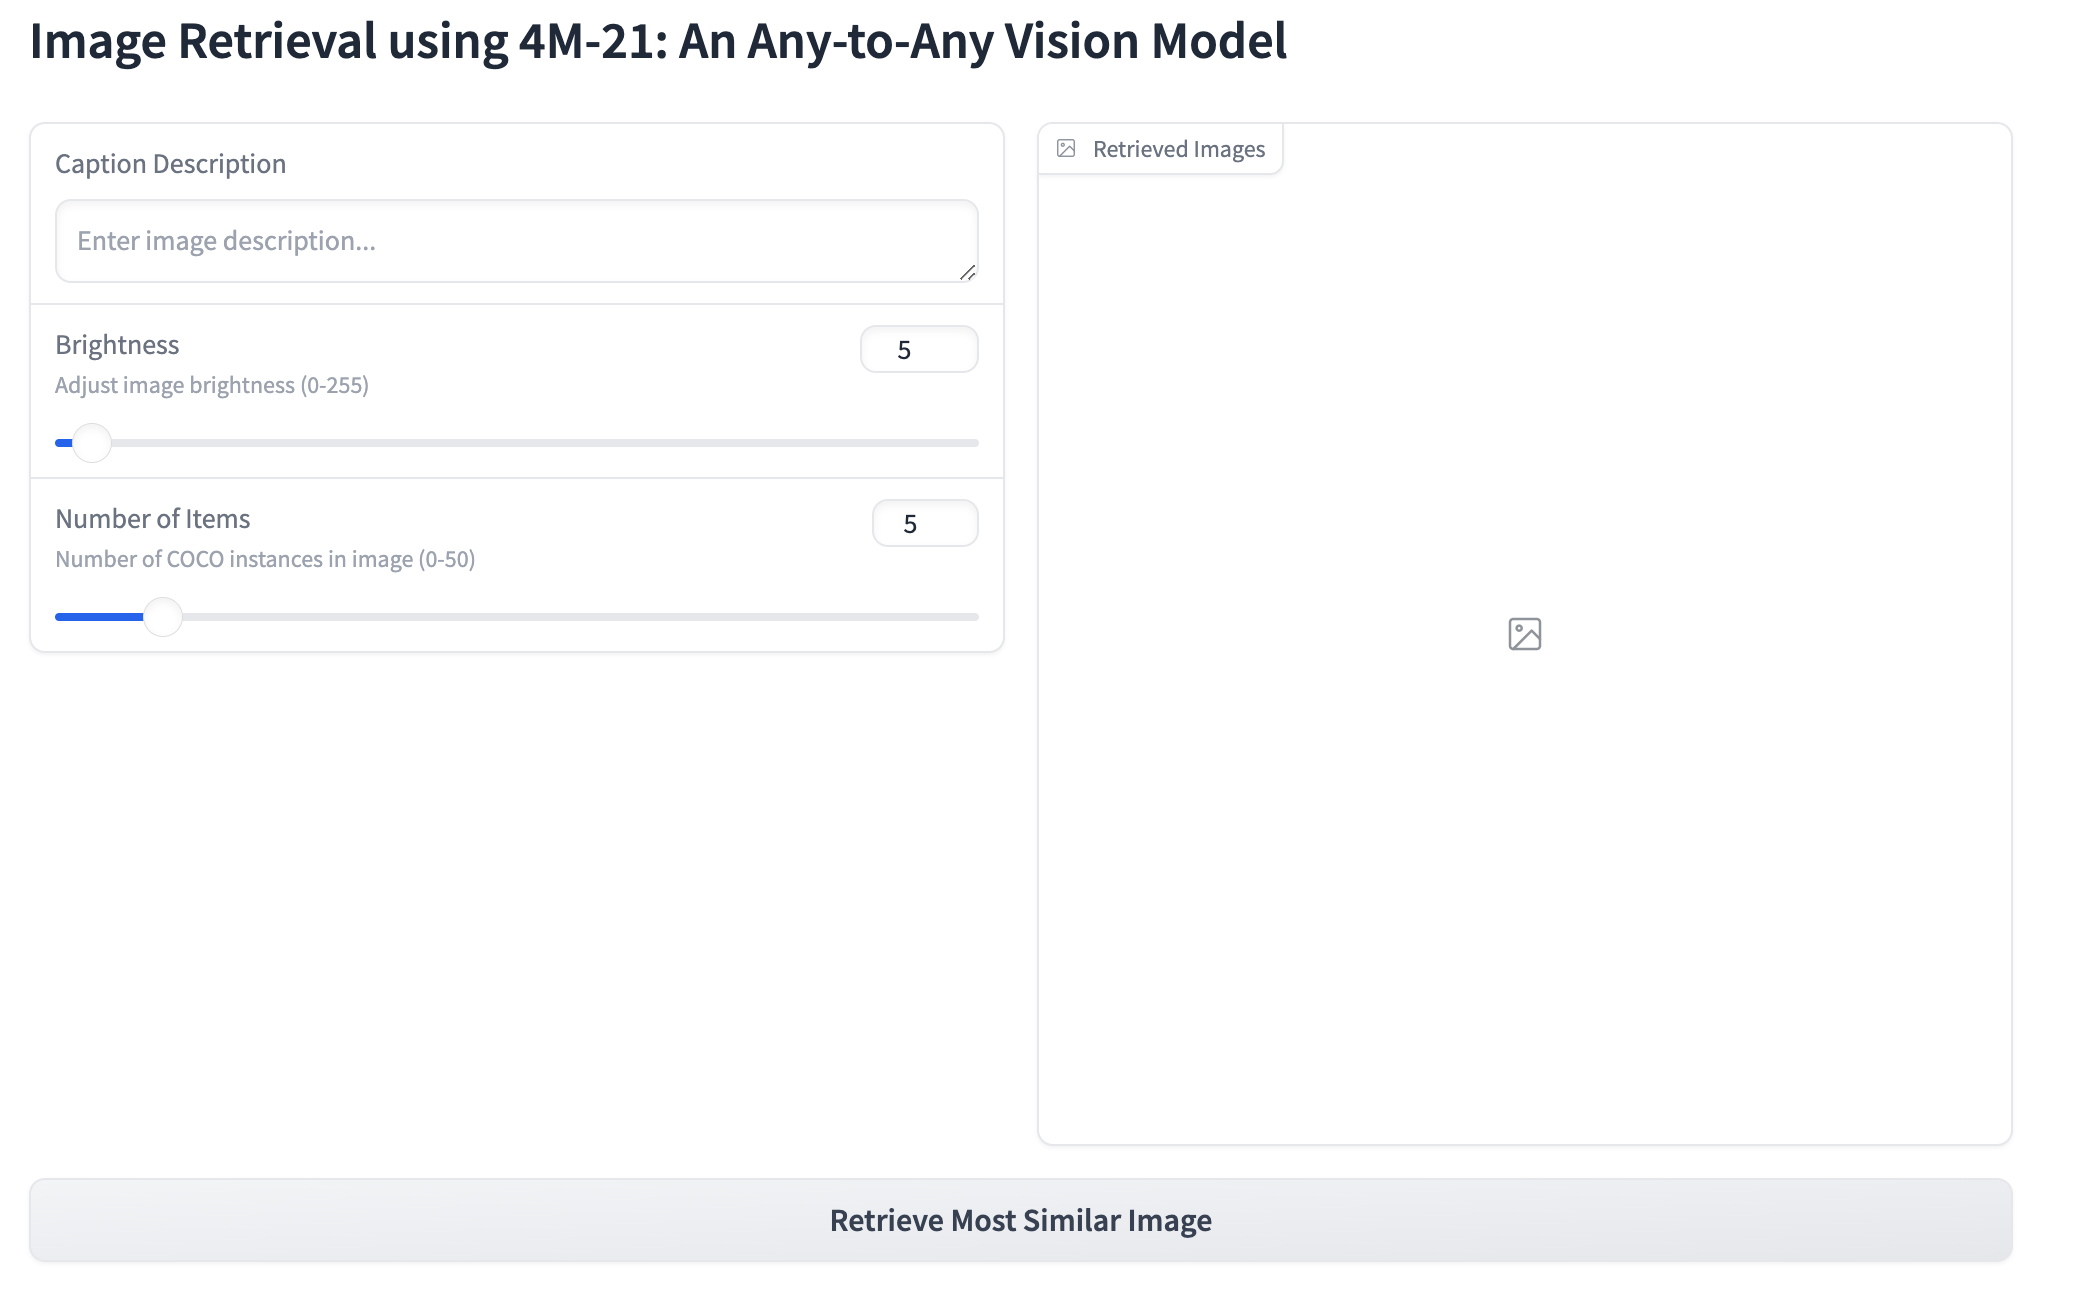 Image Retrieval using 4M-21: An Any-to-Any Vision Model
Caption Description
Enter image description...
Brightness
5
Adjust image brightness (0-255)
Number of Items
5
Number of COCO instances in image (0-50)
Retrieved Images
Retrieve Most Similar Image